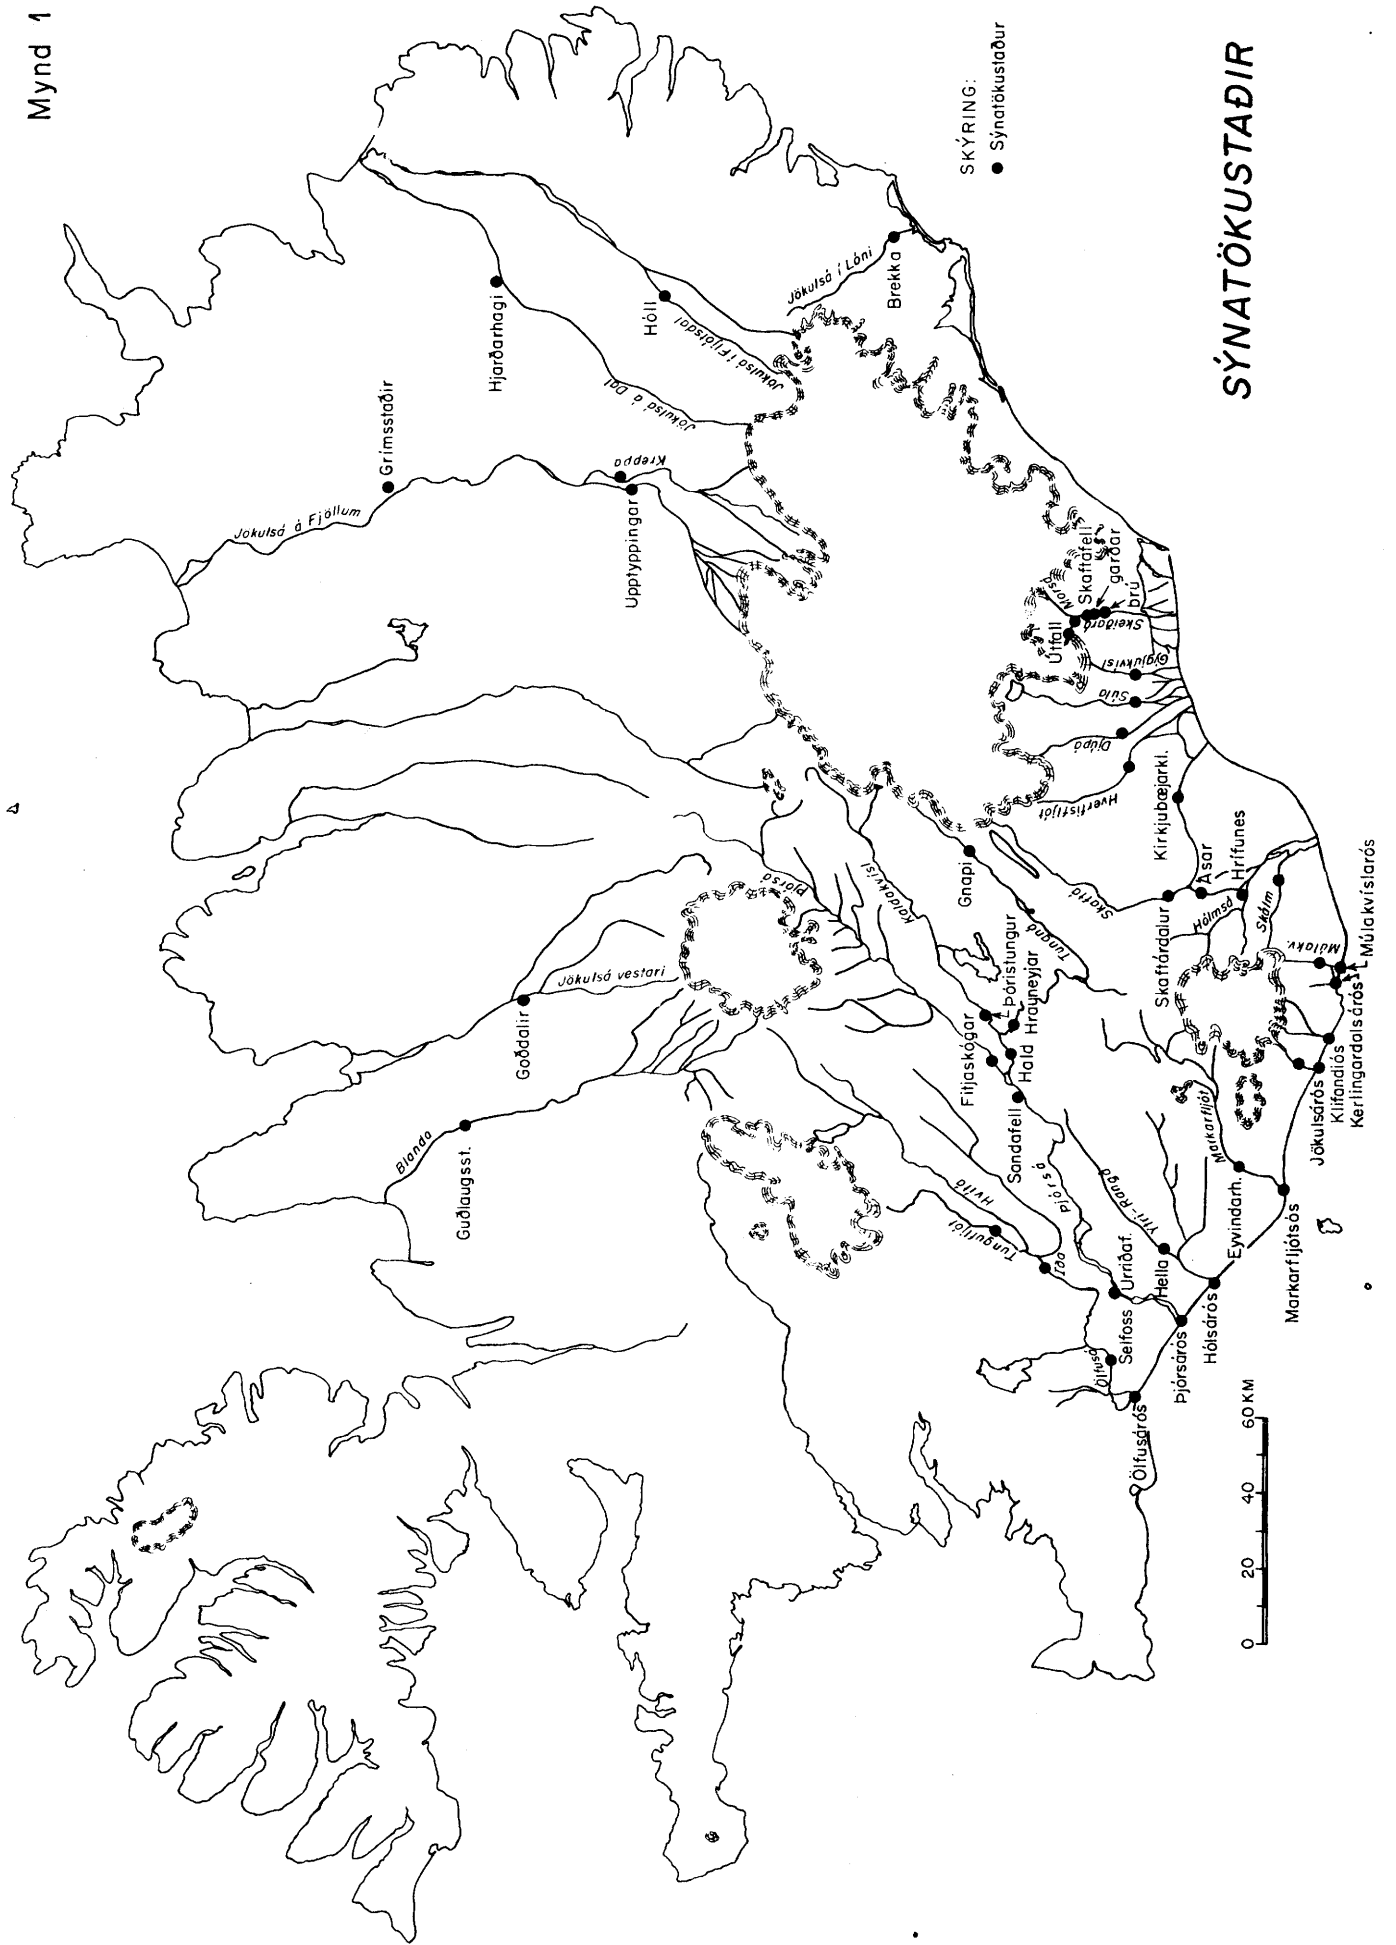 Mynd 1
SÝNATÖKUSTAÐIR
SKÝRING:
● Sýnatökustaður
Grímsstaðir
Jökulsá á Fjöllum
Hjarðarhagi
Jökulsá á Dal
Hóll
Jökulsá í Fljótsdal
Kreppa
Upptyppingar
Jökulsá í Lóni
Brekka
Guðlaugsst.
Blanda
Goðdalir
Jökulsá vestari
Þjórsá
Kaldakvísl
Gnapi
Tungná
Þóristungur
Hrauneyjar
Fitjaskógar
Hald
Sandafell
Þjórsá
Hvítá
Tungufljót
Iða
Ytri-Rangá
Urriðaf.
Hella
Selfoss
Ölfusá
Ölfusárós
Þjórsárós
Hólsárós
Eyvindarh.
Markarfljót
Markarfljótsós
Morsá
Skaftafell
garðar
brú
Útfall
Skeiðará
Gýgjukvísl
Súla
Djúpá
Hverfisfljót
Kirkjubæjarkl.
Skaftá
Skaftárdalur
Ásar
Hrífunes
Hólmsá
Skálm
Múlakv.
Múlakvíslarós
Kerlingardalsárós
Klifandiós
Jökulsárós
0 20 40 60 KM